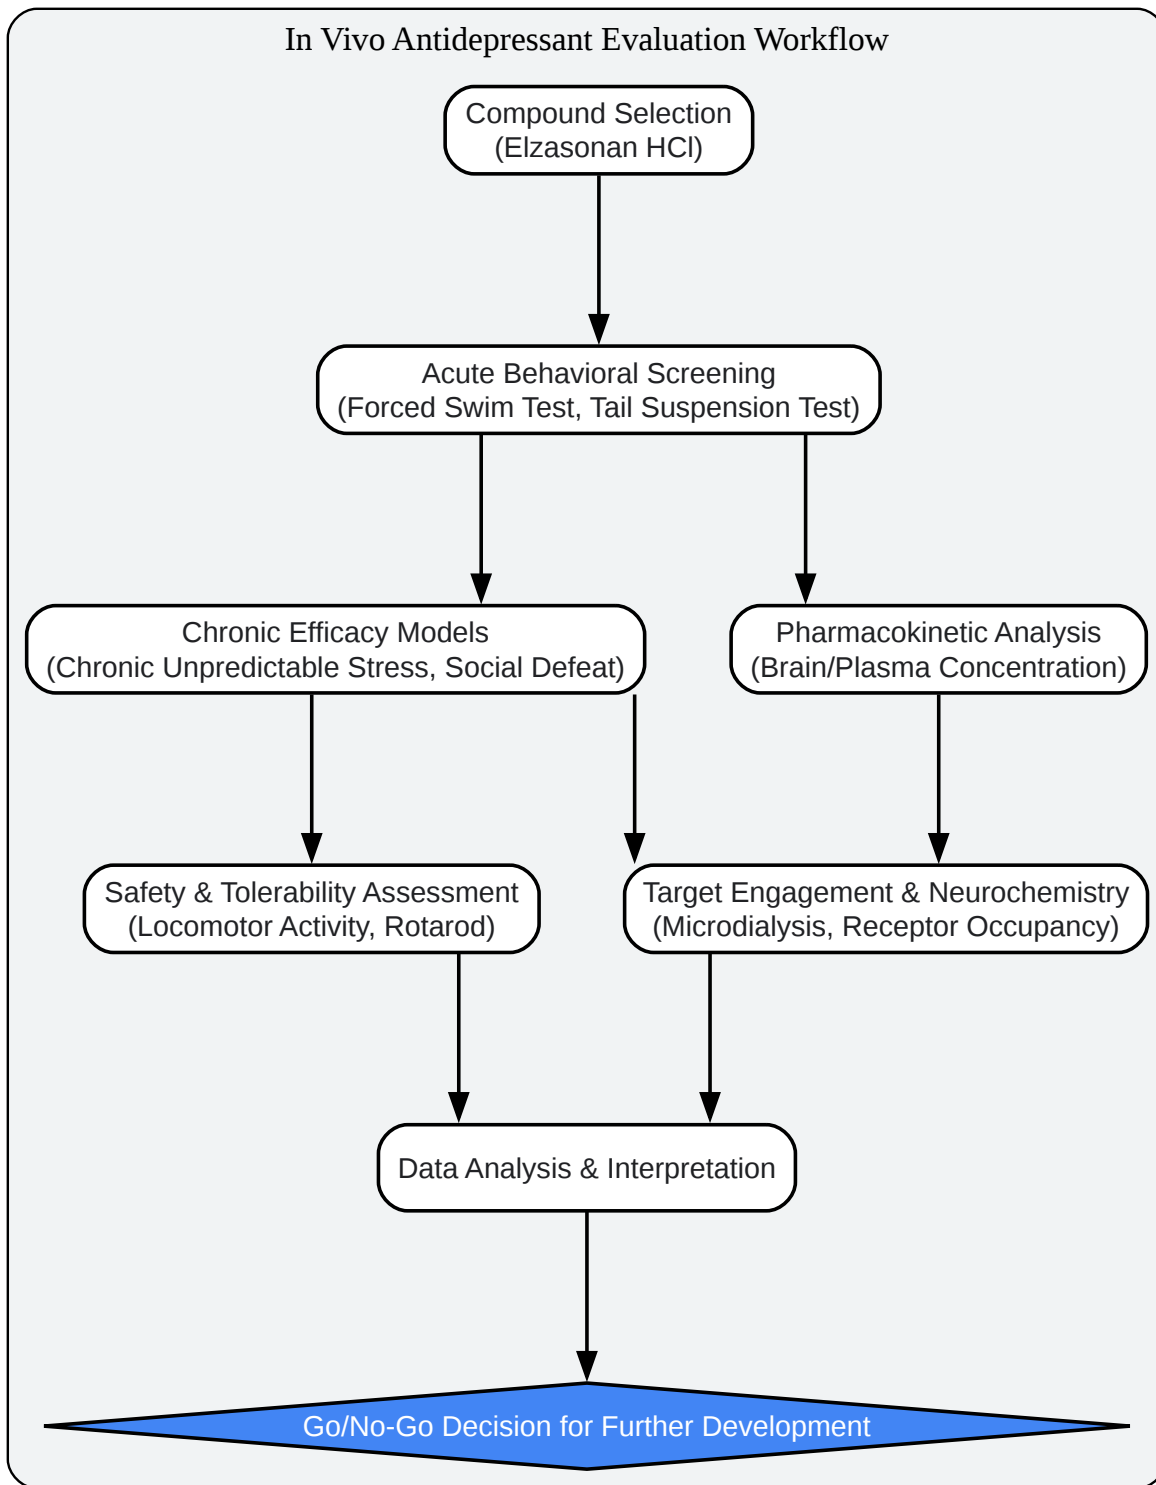 In Vivo Antidepressant Evaluation Workflow
Compound Selection
(Elzasonan HCl)
Acute Behavioral Screening
(Forced Swim Test, Tail Suspension Test)
Chronic Efficacy Models
(Chronic Unpredictable Stress, Social Defeat)
Pharmacokinetic Analysis
(Brain/Plasma Concentration)
Safety & Tolerability Assessment
(Locomotor Activity, Rotarod)
Target Engagement & Neurochemistry
(Microdialysis, Receptor Occupancy)
Data Analysis & Interpretation
Go/No-Go Decision for Further Development